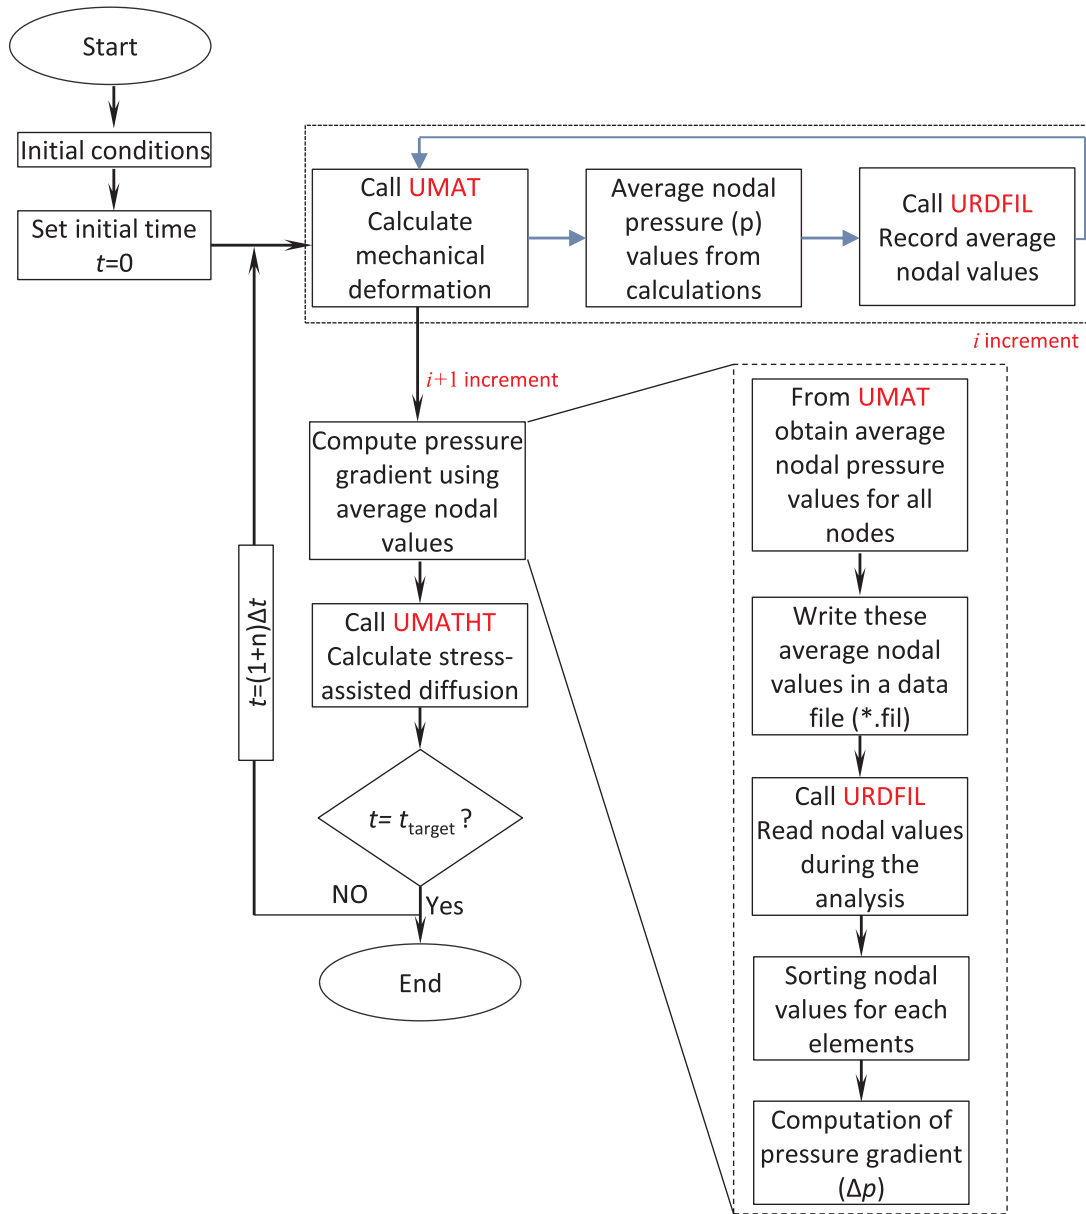 Start
Initial conditions
Set initial time
t=0
Call UMAT
Calculate
mechanical
deformation
Average nodal
pressure (p)
values from
calculations
Call URDFIL
Record average
nodal values
i increment
i+1 increment
Compute pressure
gradient using
average nodal
values
Call UMATHT
Calculate stress-
assisted diffusion
t= t_target ?
NO
Yes
End
t=(1+n)Δt
From UMAT
obtain average
nodal pressure
values for all
nodes
Write these
average nodal
values in a data
file (*.fil)
Call URDFIL
Read nodal values
during the
analysis
Sorting nodal
values for each
elements
Computation of
pressure gradient
(Δp)